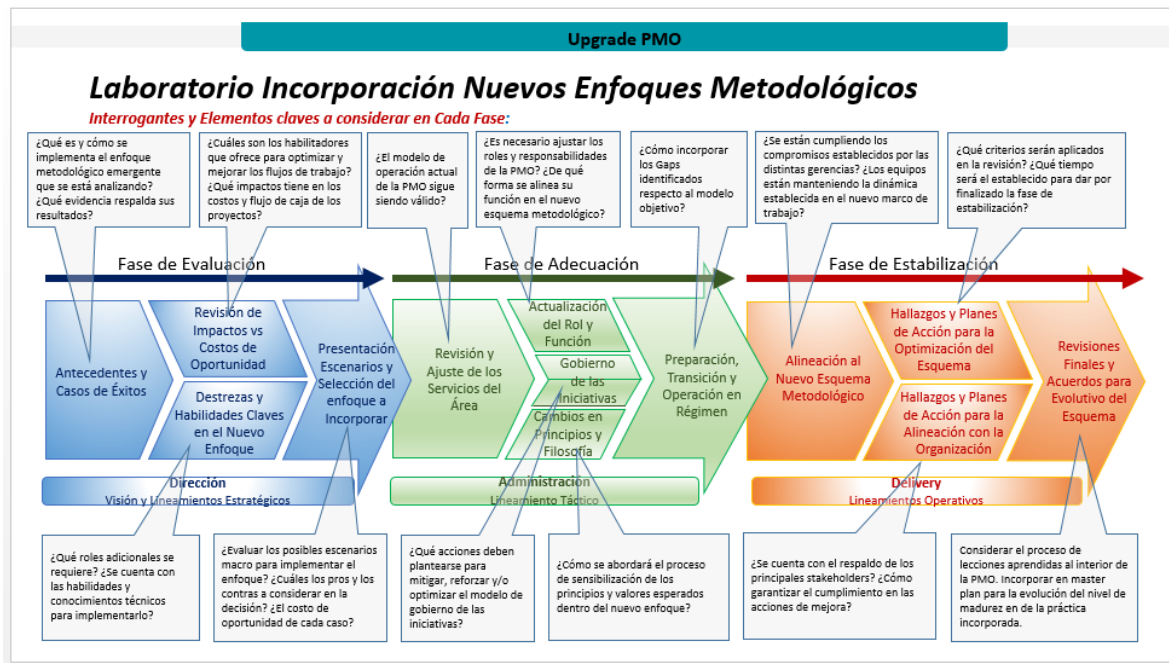 Upgrade PMO
Laboratorio Incorporación Nuevos Enfoques Metodológicos
Interrogantes y Elementos claves a considerar en Cada Fase:
¿Qué es y cómo se
implementa el enfoque
metodológico emergente
que se está analizando?
¿Qué evidencia respalda sus
resultados?
¿Cuáles son los habilitadores
que ofrece para optimizar y
mejorar los flujos de trabajo?
¿Qué impactos tiene en los
costos y flujo de caja de los
proyectos?
¿El modelo de
operación actual
de la PMO sigue
siendo válido?
¿Es necesario ajustar los
roles y responsabilidades
de la PMO? ¿De qué
forma se alinea su
función en el nuevo
esquema metodológico?
¿Cómo incorporar
los Gaps
identificados
respecto al modelo
objetivo?
¿Se están cumpliendo los
compromisos establecidos por las
distintas gerencias? ¿Los equipos
están manteniendo la dinámica
establecida en el nuevo marco de
trabajo?
¿Qué criterios serán aplicados
en la revisión? ¿Qué tiempo
será el establecido para dar por
finalizado la fase de
estabilización?
Fase de Evaluación
Fase de Adecuación
Fase de Estabilización
Antecedentes y
Casos de Éxitos
Revisión de
Impactos vs
Costos de
Oportunidad
Destrezas y
Habilidades Claves
en el Nuevo
Enfoque
Presentación
Escenarios y
Selección del
enfoque a
Incorporar
Revisión y
Ajuste de los
Servicios del
Área
Actualización
del Rol y
Función
Gobierno
de las
Iniciativas
Cambios en
Principios y
Filosofía
Preparación,
Transición y
Operación en
Régimen
Alineación al
Nuevo Esquema
Metodológico
Hallazgos y Planes
de Acción para la
Optimización del
Esquema
Hallazgos y Planes
de Acción para la
Alineación con la
Organización
Revisiones
Finales y
Acuerdos para
Evolutivo del
Esquema
Dirección
Visión y Lineamientos Estratégicos
Administración
Lineamiento Táctico
Delivery
Lineamientos Operativos
¿Qué roles adicionales se
requiere? ¿Se cuenta con
las habilidades y
conocimientos técnicos
para implementarlo?
¿Evaluar los posibles escenarios
macro para implementar el
enfoque? ¿Cuáles los pros y los
contras a considerar en la
decisión? ¿El costo de
oportunidad de cada caso?
¿Qué acciones deben
plantearse para
mitigar, reforzar y/o
optimizar el modelo de
gobierno de las
iniciativas?
¿Cómo se abordará el proceso
de sensibilización de los
principios y valores esperados
dentro del nuevo enfoque?
¿Se cuenta con el respaldo de los
principales stakeholders? ¿Cómo
garantizar el cumplimiento en las
acciones de mejora?
Considerar el proceso de
lecciones aprendidas al interior de
la PMO. Incorporar en master
plan para la evolución del nivel de
madurez en de la práctica
incorporada.